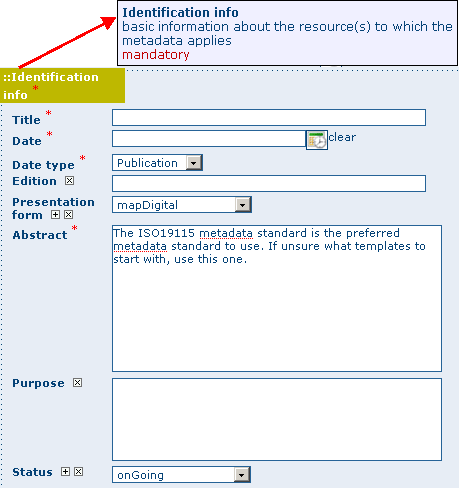 Identification info
basic information about the resource(s) to which the
metadata applies
mandatory
::Identification
info *
Title *
Date *
clear
Date type *
Publication
Edition
Presentation
form
mapDigital
Abstract *
The ISO19115 metadata standard is the preferred
metadata standard to use. If unsure what templates to
start with, use this one.
Purpose
Status
onGoing